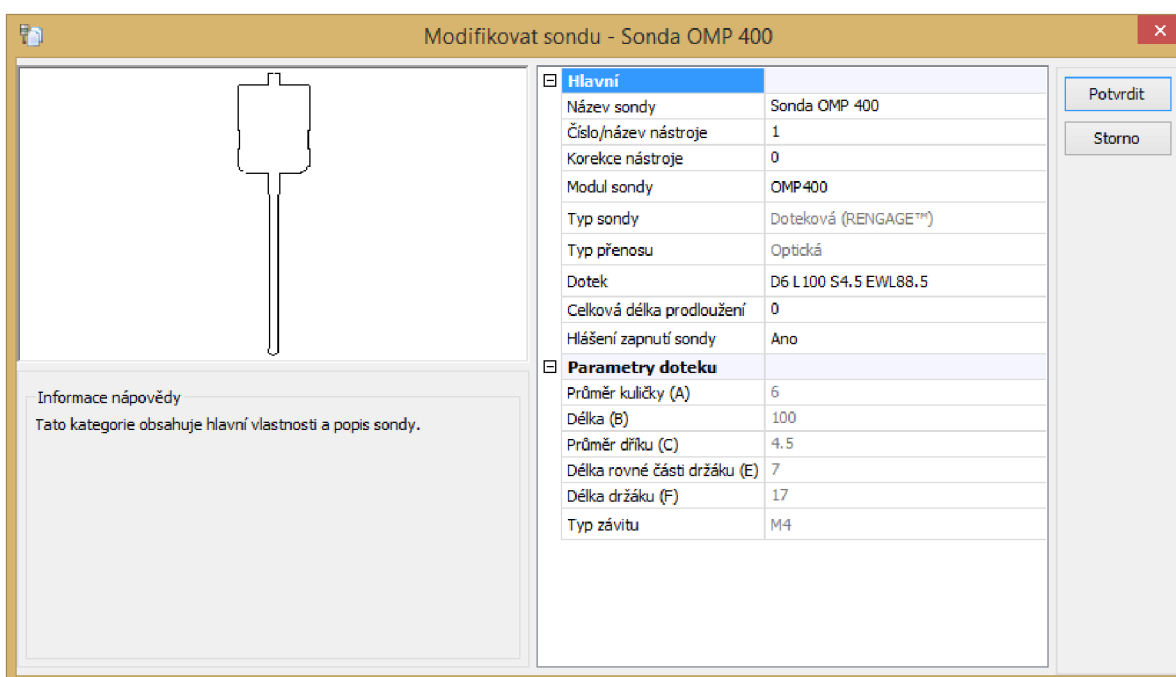 Modifikovat sondu - Sonda OMP 400
Hlavní
Název sondy Sonda OMP 400
Číslo/název nástroje 1
Korekce nástroje 0
Modul sondy OMP400
Typ sondy Doteková (RENGAGE™)
Typ přenosu Optická
Dotek D6 L100 S4.5 EWL88.5
Celková délka prodloužení 0
Hlášení zapnutí sondy Ano
Parametry doteku
Průměr kuličky (A) 6
Délka (B) 100
Průměr dříku (C) 4.5
Délka rovné části držáku (E) 7
Délka držáku (F) 17
Typ závitu M4
Potvrdit
Storno
Informace nápovědy
Tato kategorie obsahuje hlavní vlastnosti a popis sondy.